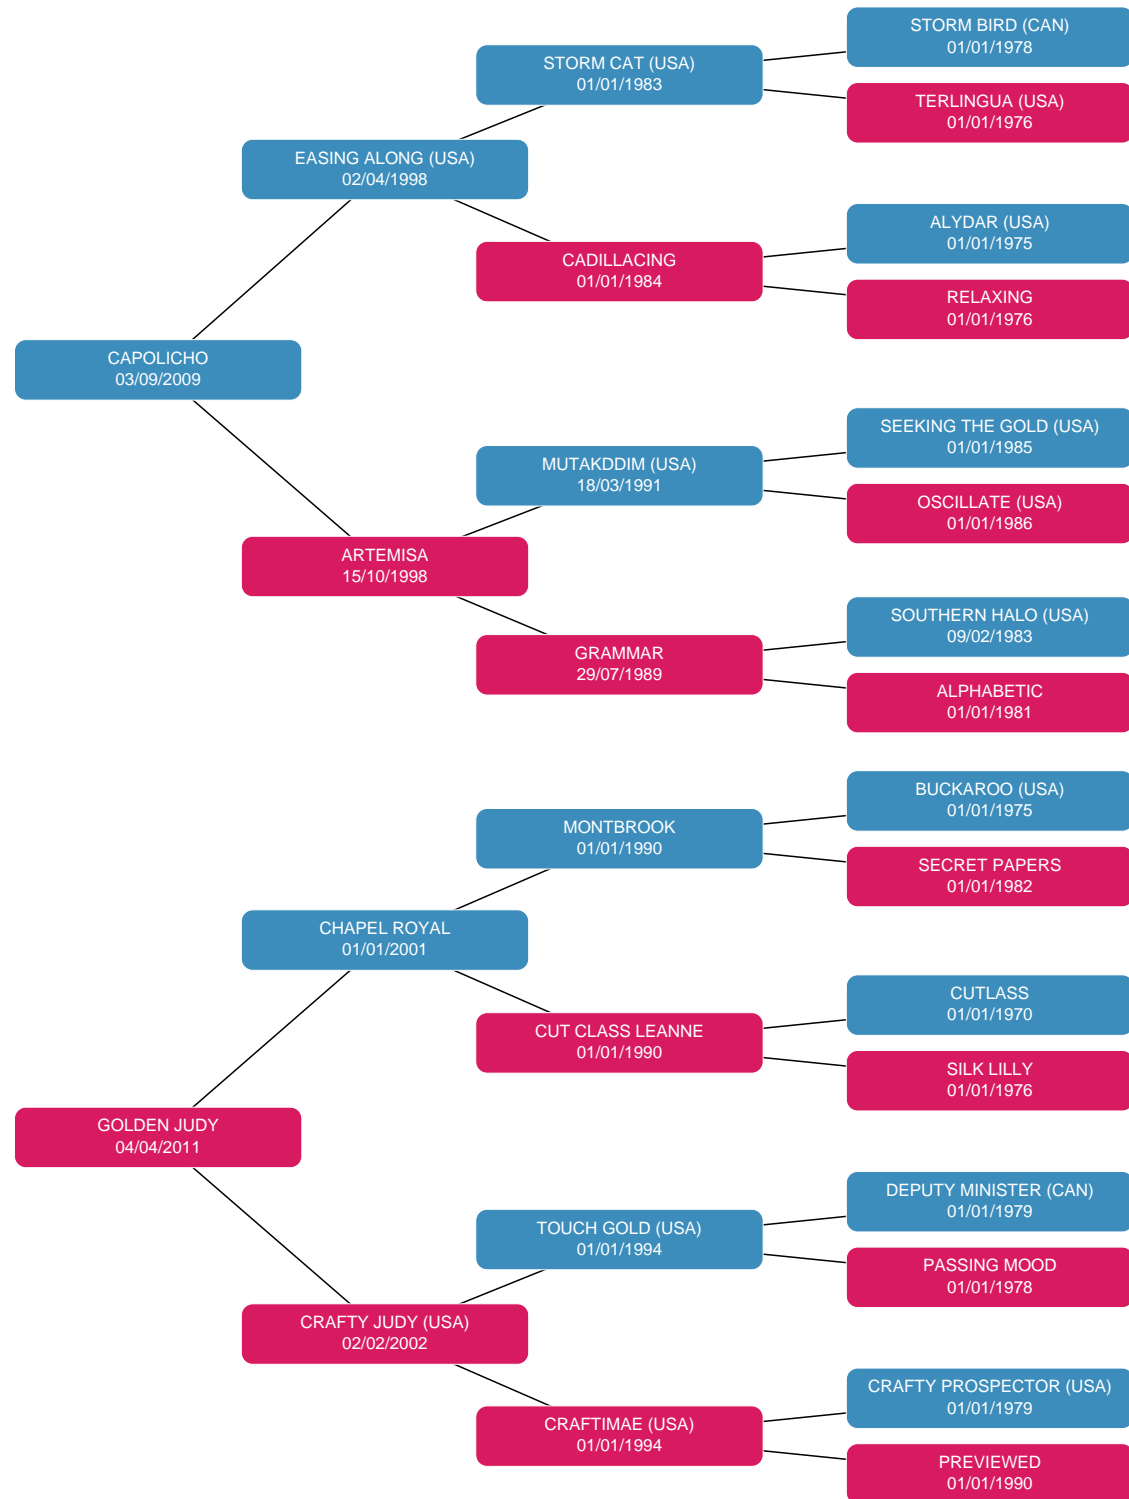 STORM BIRD (CAN)
01/01/1978
STORM CAT (USA)
01/01/1983
TERLINGUA (USA)
01/01/1976
EASING ALONG (USA)
02/04/1998
ALYDAR (USA)
01/01/1975
CADILLACING
01/01/1984
RELAXING
01/01/1976
CAPOLICHO
03/09/2009
SEEKING THE GOLD (USA)
01/01/1985
MUTAKDDIM (USA)
18/03/1991
OSCILLATE (USA)
01/01/1986
ARTEMISA
15/10/1998
SOUTHERN HALO (USA)
09/02/1983
GRAMMAR
29/07/1989
ALPHABETIC
01/01/1981
BUCKAROO (USA)
01/01/1975
MONTBROOK
01/01/1990
SECRET PAPERS
01/01/1982
CHAPEL ROYAL
01/01/2001
CUTLASS
01/01/1970
CUT CLASS LEANNE
01/01/1990
SILK LILLY
01/01/1976
GOLDEN JUDY
04/04/2011
DEPUTY MINISTER (CAN)
01/01/1979
TOUCH GOLD (USA)
01/01/1994
PASSING MOOD
01/01/1978
CRAFTY JUDY (USA)
02/02/2002
CRAFTY PROSPECTOR (USA)
01/01/1979
CRAFTIMAE (USA)
01/01/1994
PREVIEWED
01/01/1990